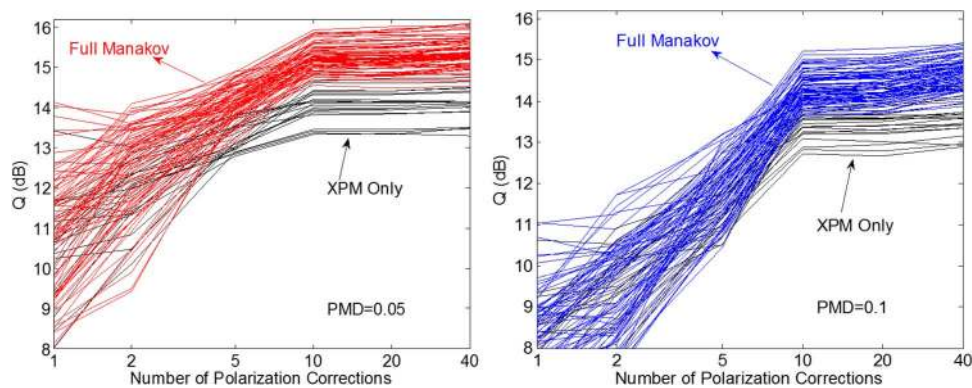 16
15
14
13
12
11
10
9
8
Q (dB)
Full Manakov
XPM Only
PMD=0.05
1 2 5 10 20 40
Number of Polarization Corrections
16
15
14
13
12
11
10
9
8
Q (dB)
Full Manakov
XPM Only
PMD=0.1
1 2 5 10 20 40
Number of Polarization Corrections